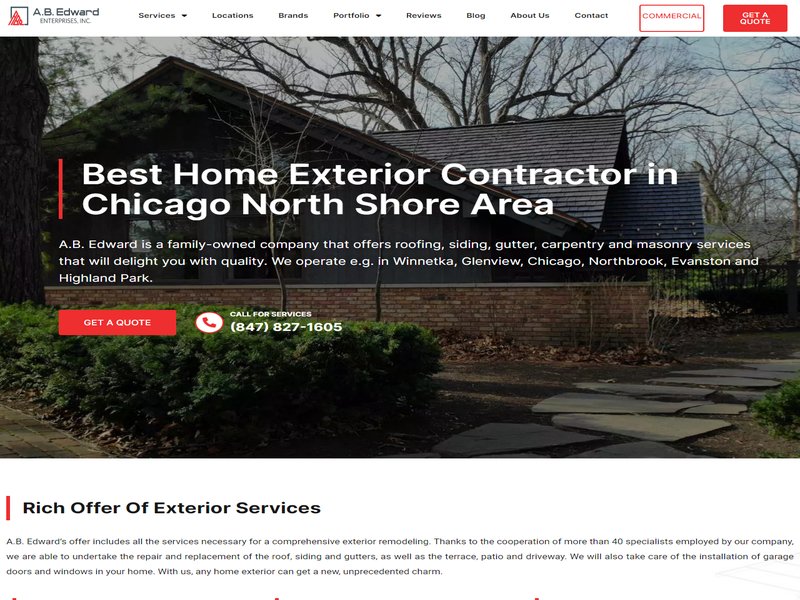 A.B. Edward
ENTERPRISES, INC.
Services Locations Brands Portfolio Reviews Blog About Us Contact COMMERCIAL GET A QUOTE
Best Home Exterior Contractor in
Chicago North Shore Area
A.B. Edward is a family-owned company that offers roofing, siding, gutter, carpentry and masonry services
that will delight you with quality. We operate e.g. in Winnetka, Glenview, Chicago, Northbrook, Evanston and
Highland Park.
GET A QUOTE
CALL FOR SERVICES
(847) 827-1605
Rich Offer Of Exterior Services
A.B. Edward's offer includes all the services necessary for a comprehensive exterior remodeling. Thanks to the cooperation of more than 40 specialists employed by our company,
we are able to undertake the repair and replacement of the roof, siding and gutters, as well as the terrace, patio and driveway. We will also take care of the installation of garage
doors and windows in your home. With us, any home exterior can get a new, unprecedented charm.